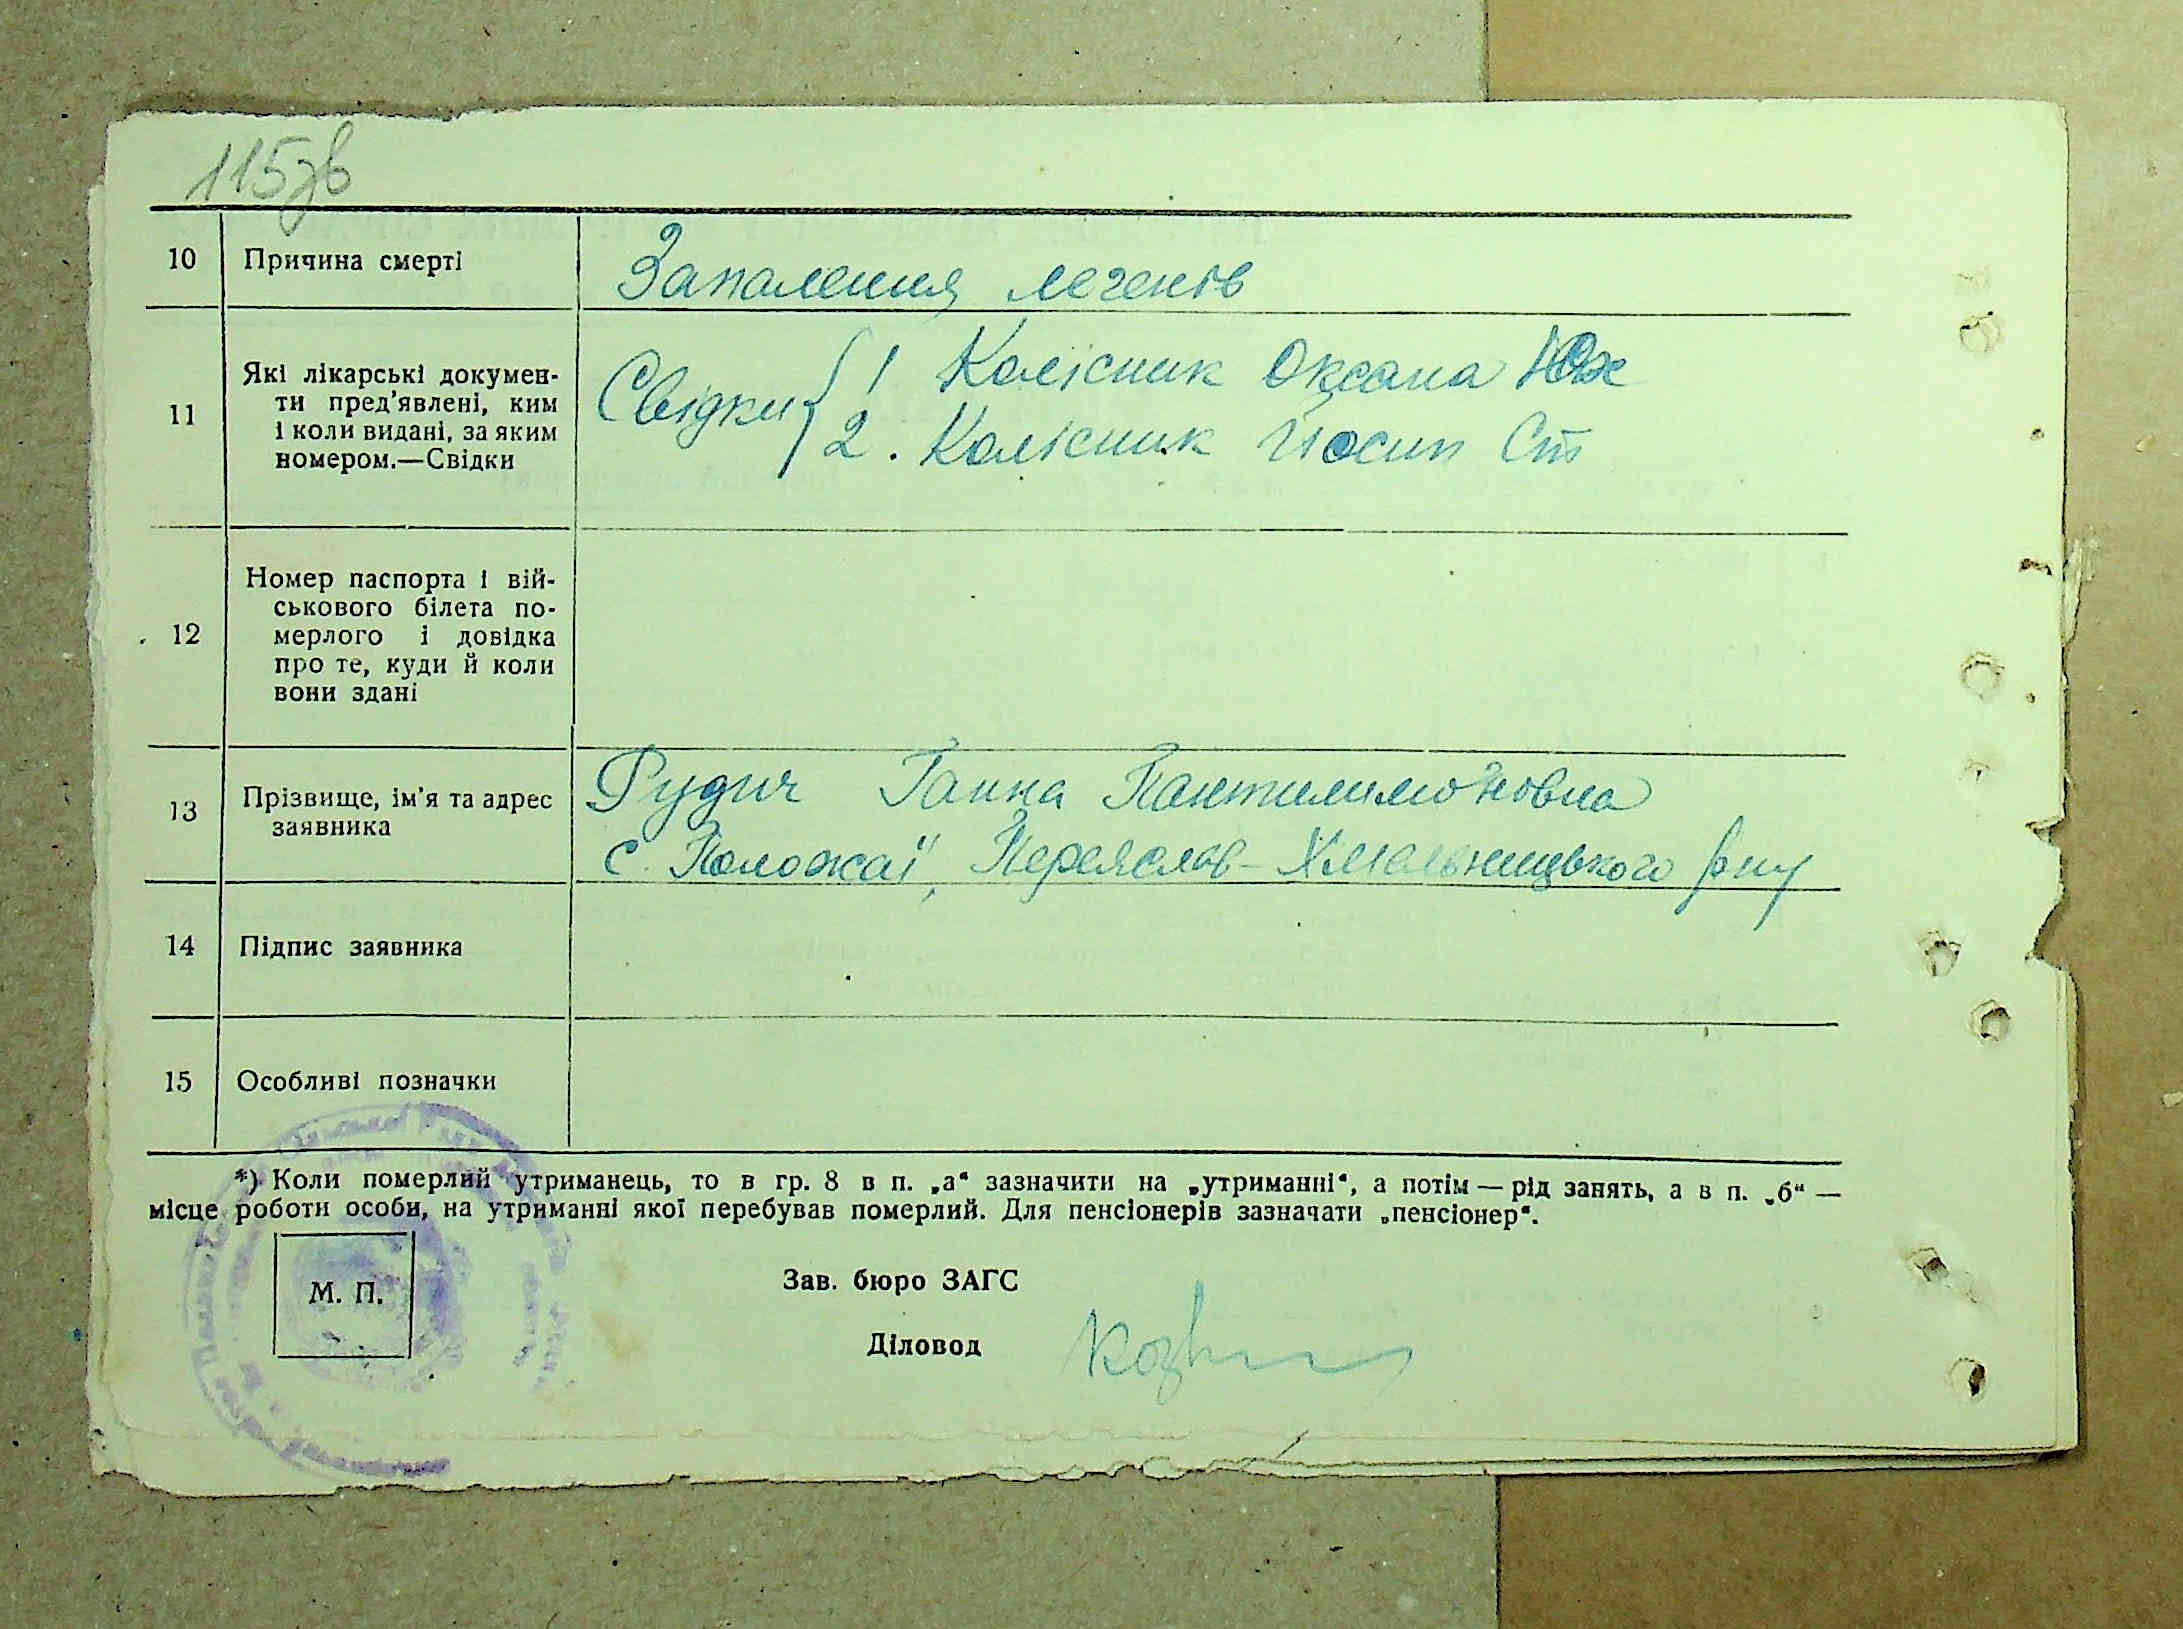 115зв
10 Причина смерті Запалення легенів
11 Які лікарські докумен-
ти пред'явлені, ким
і коли видані, за яким
номером.—Свідки
Свідки { 1 Колісник Оксана
2. Колісник Йосип Ст
12 Номер паспорта і вій-
ськового білета по-
мерлого і довідка
про те, куди й коли
вони здані
13 Прізвище, ім'я та адрес
заявника
Рудич Ганна Пантилимоновна
с. Положаї, Переяслав-Хмельницького р-ну
14 Підпис заявника
15 Особливі позначки
*) Коли померлий утриманець, то в гр. 8 в п. „а“ зазначити на „утриманні“, а потім — рід занять, а в п. „б“ —
місце роботи особи, на утриманні якої перебував померлий. Для пенсіонерів зазначати „пенсіонер“.
М. П.
Зав. бюро ЗАГС
Діловод